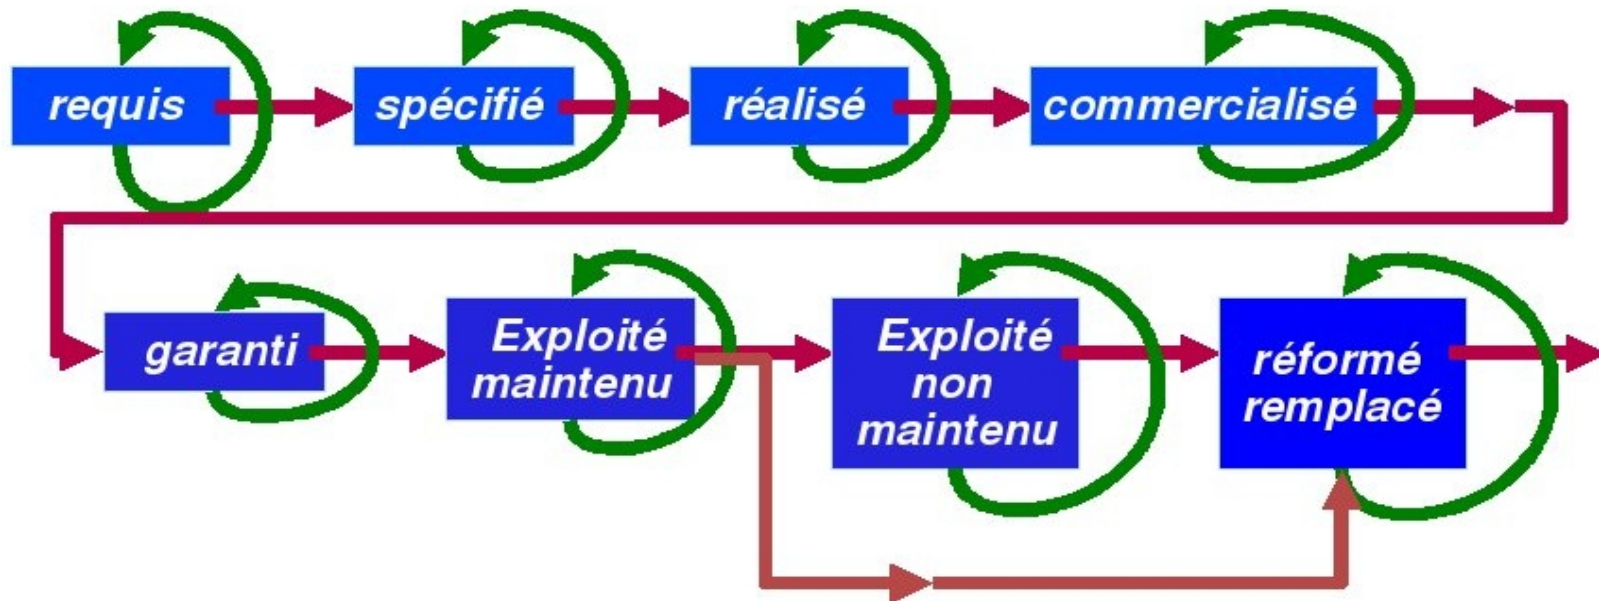 requis
spécifié
réalisé
commercialisé
garanti
Exploité
maintenu
Exploité
non
maintenu
réformé
remplacé